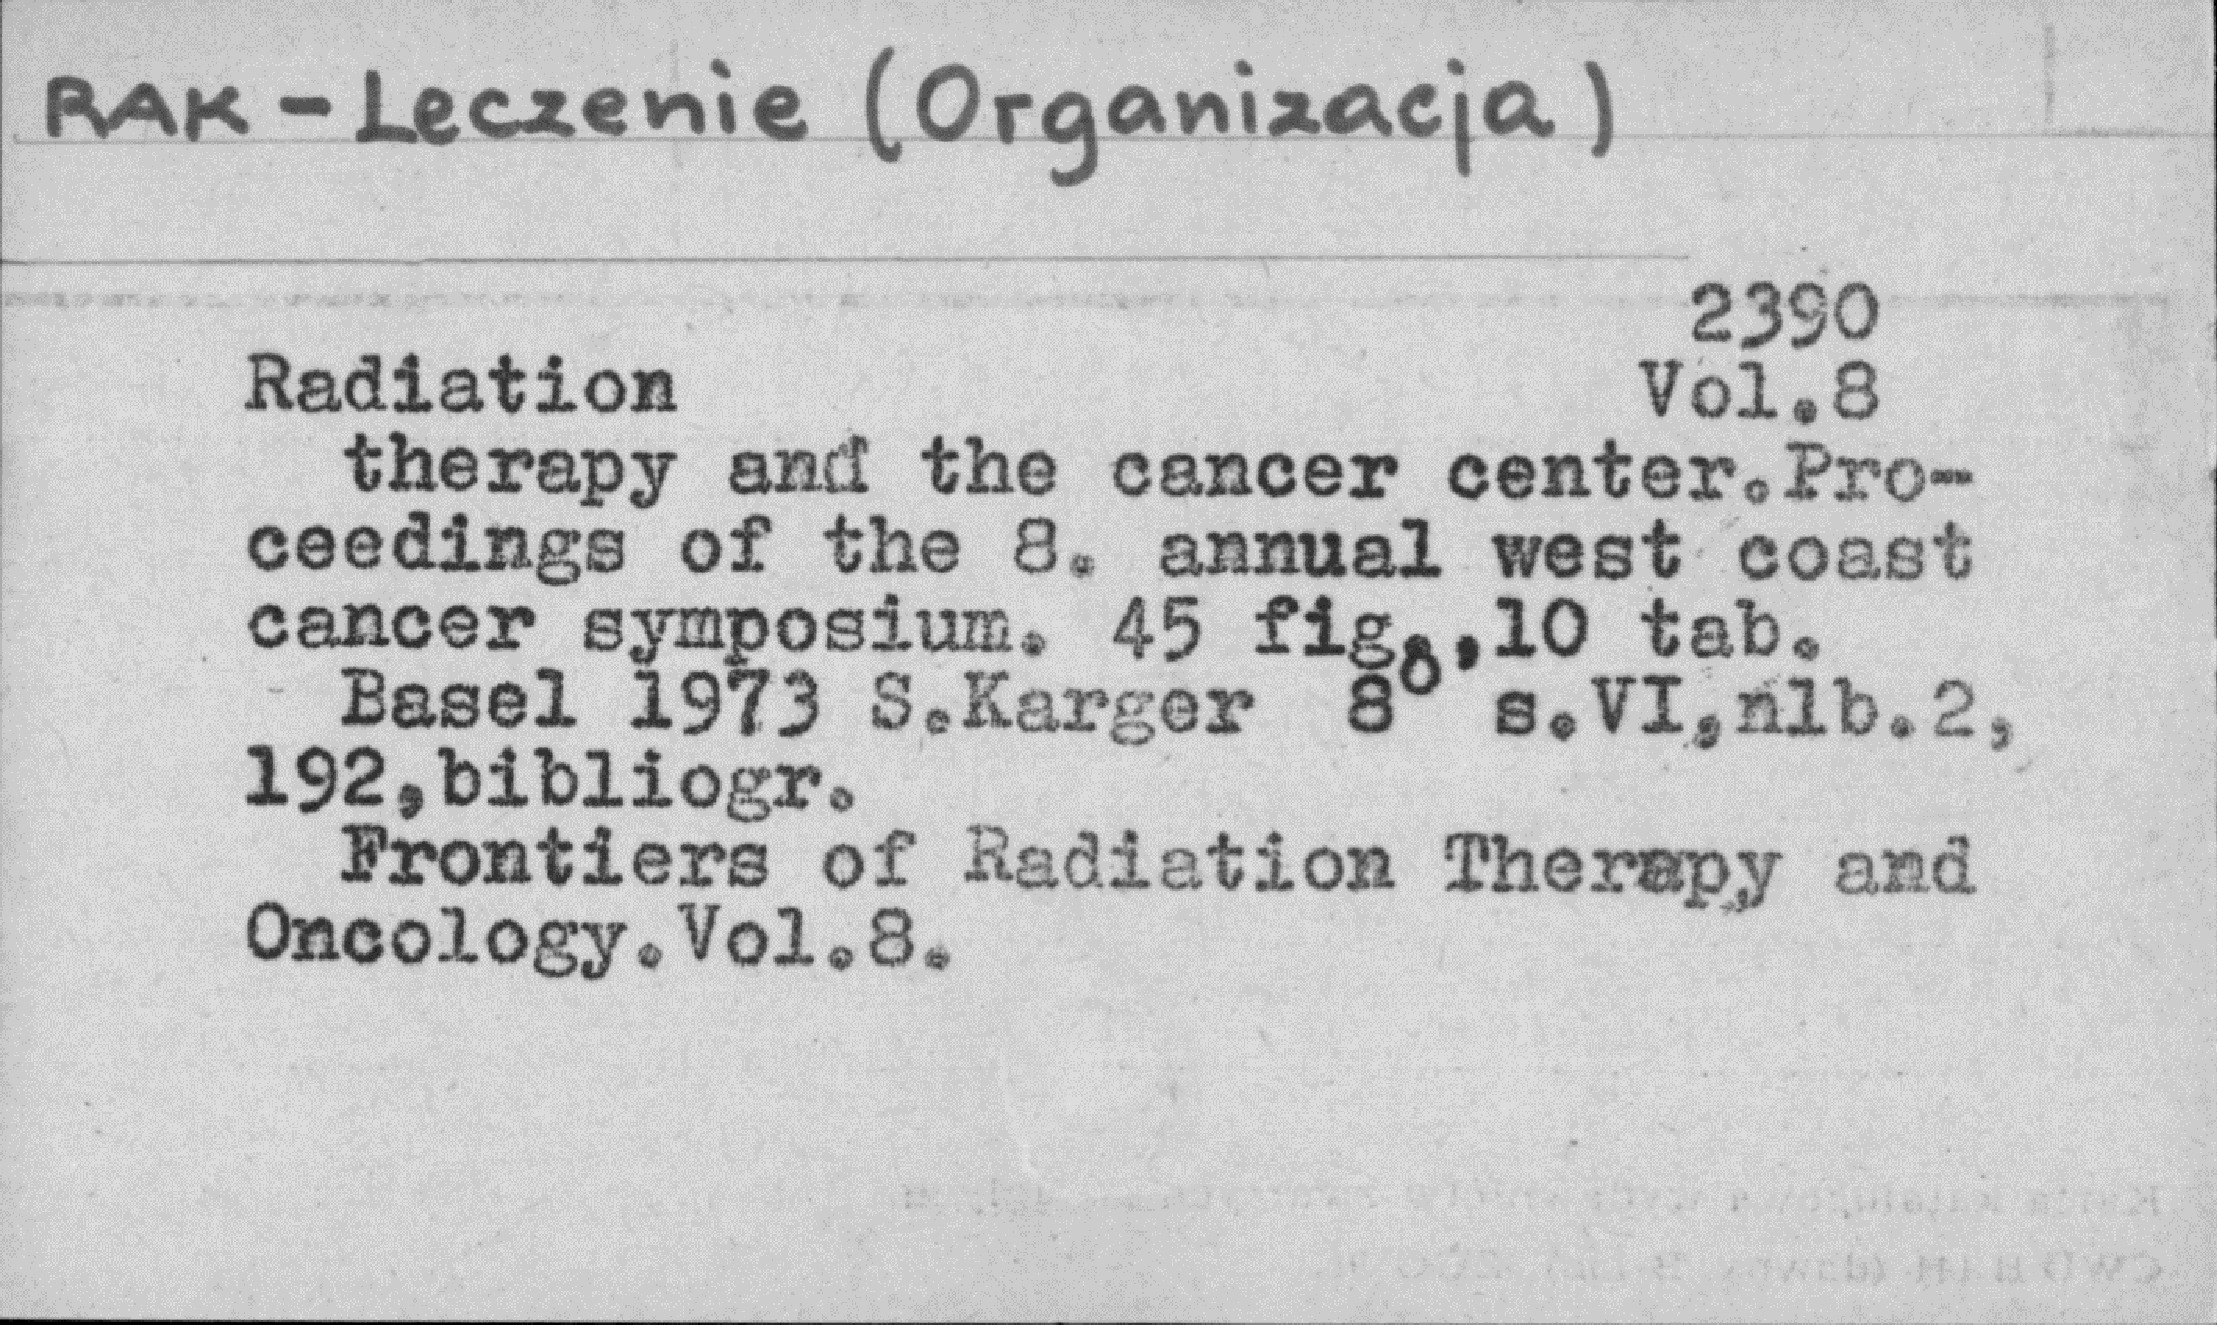 RAK - Leczenie (Organizacja)
2390
Radiation Vol.8
therapy and the cancer center.Pro-
ceedings of the 8. annual west coast
cancer symposium. 45 fig.,10 tab.
Basel 1973 S.Karger 8° s.VI,nlb.2,
192,bibliogr.
Frontiers of Radiation Therapy and
Oncology.Vol.8.